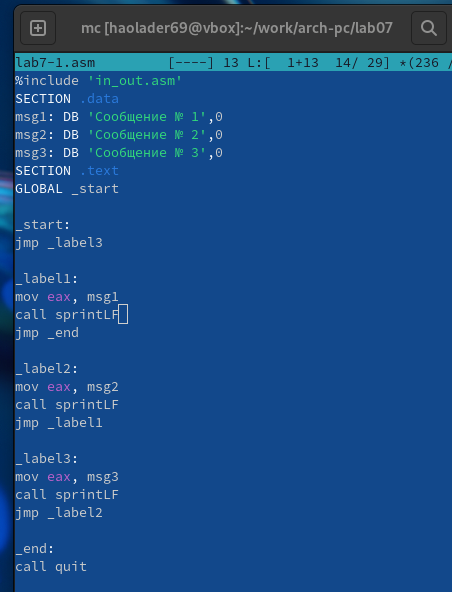 mc [haolader69@vbox]:~/work/arch-pc/lab07
lab7-1.asm [----] 13 L:[ 1+13 14/ 29] *(236 /
%include 'in_out.asm'
SECTION .data
msg1: DB 'Сообщение № 1',0
msg2: DB 'Сообщение № 2',0
msg3: DB 'Сообщение № 3',0
SECTION .text
GLOBAL _start
_start:
jmp _label3
_label1:
mov eax, msg1
call sprintLF
jmp _end
_label2:
mov eax, msg2
call sprintLF
jmp _label1
_label3:
mov eax, msg3
call sprintLF
jmp _label2
_end:
call quit